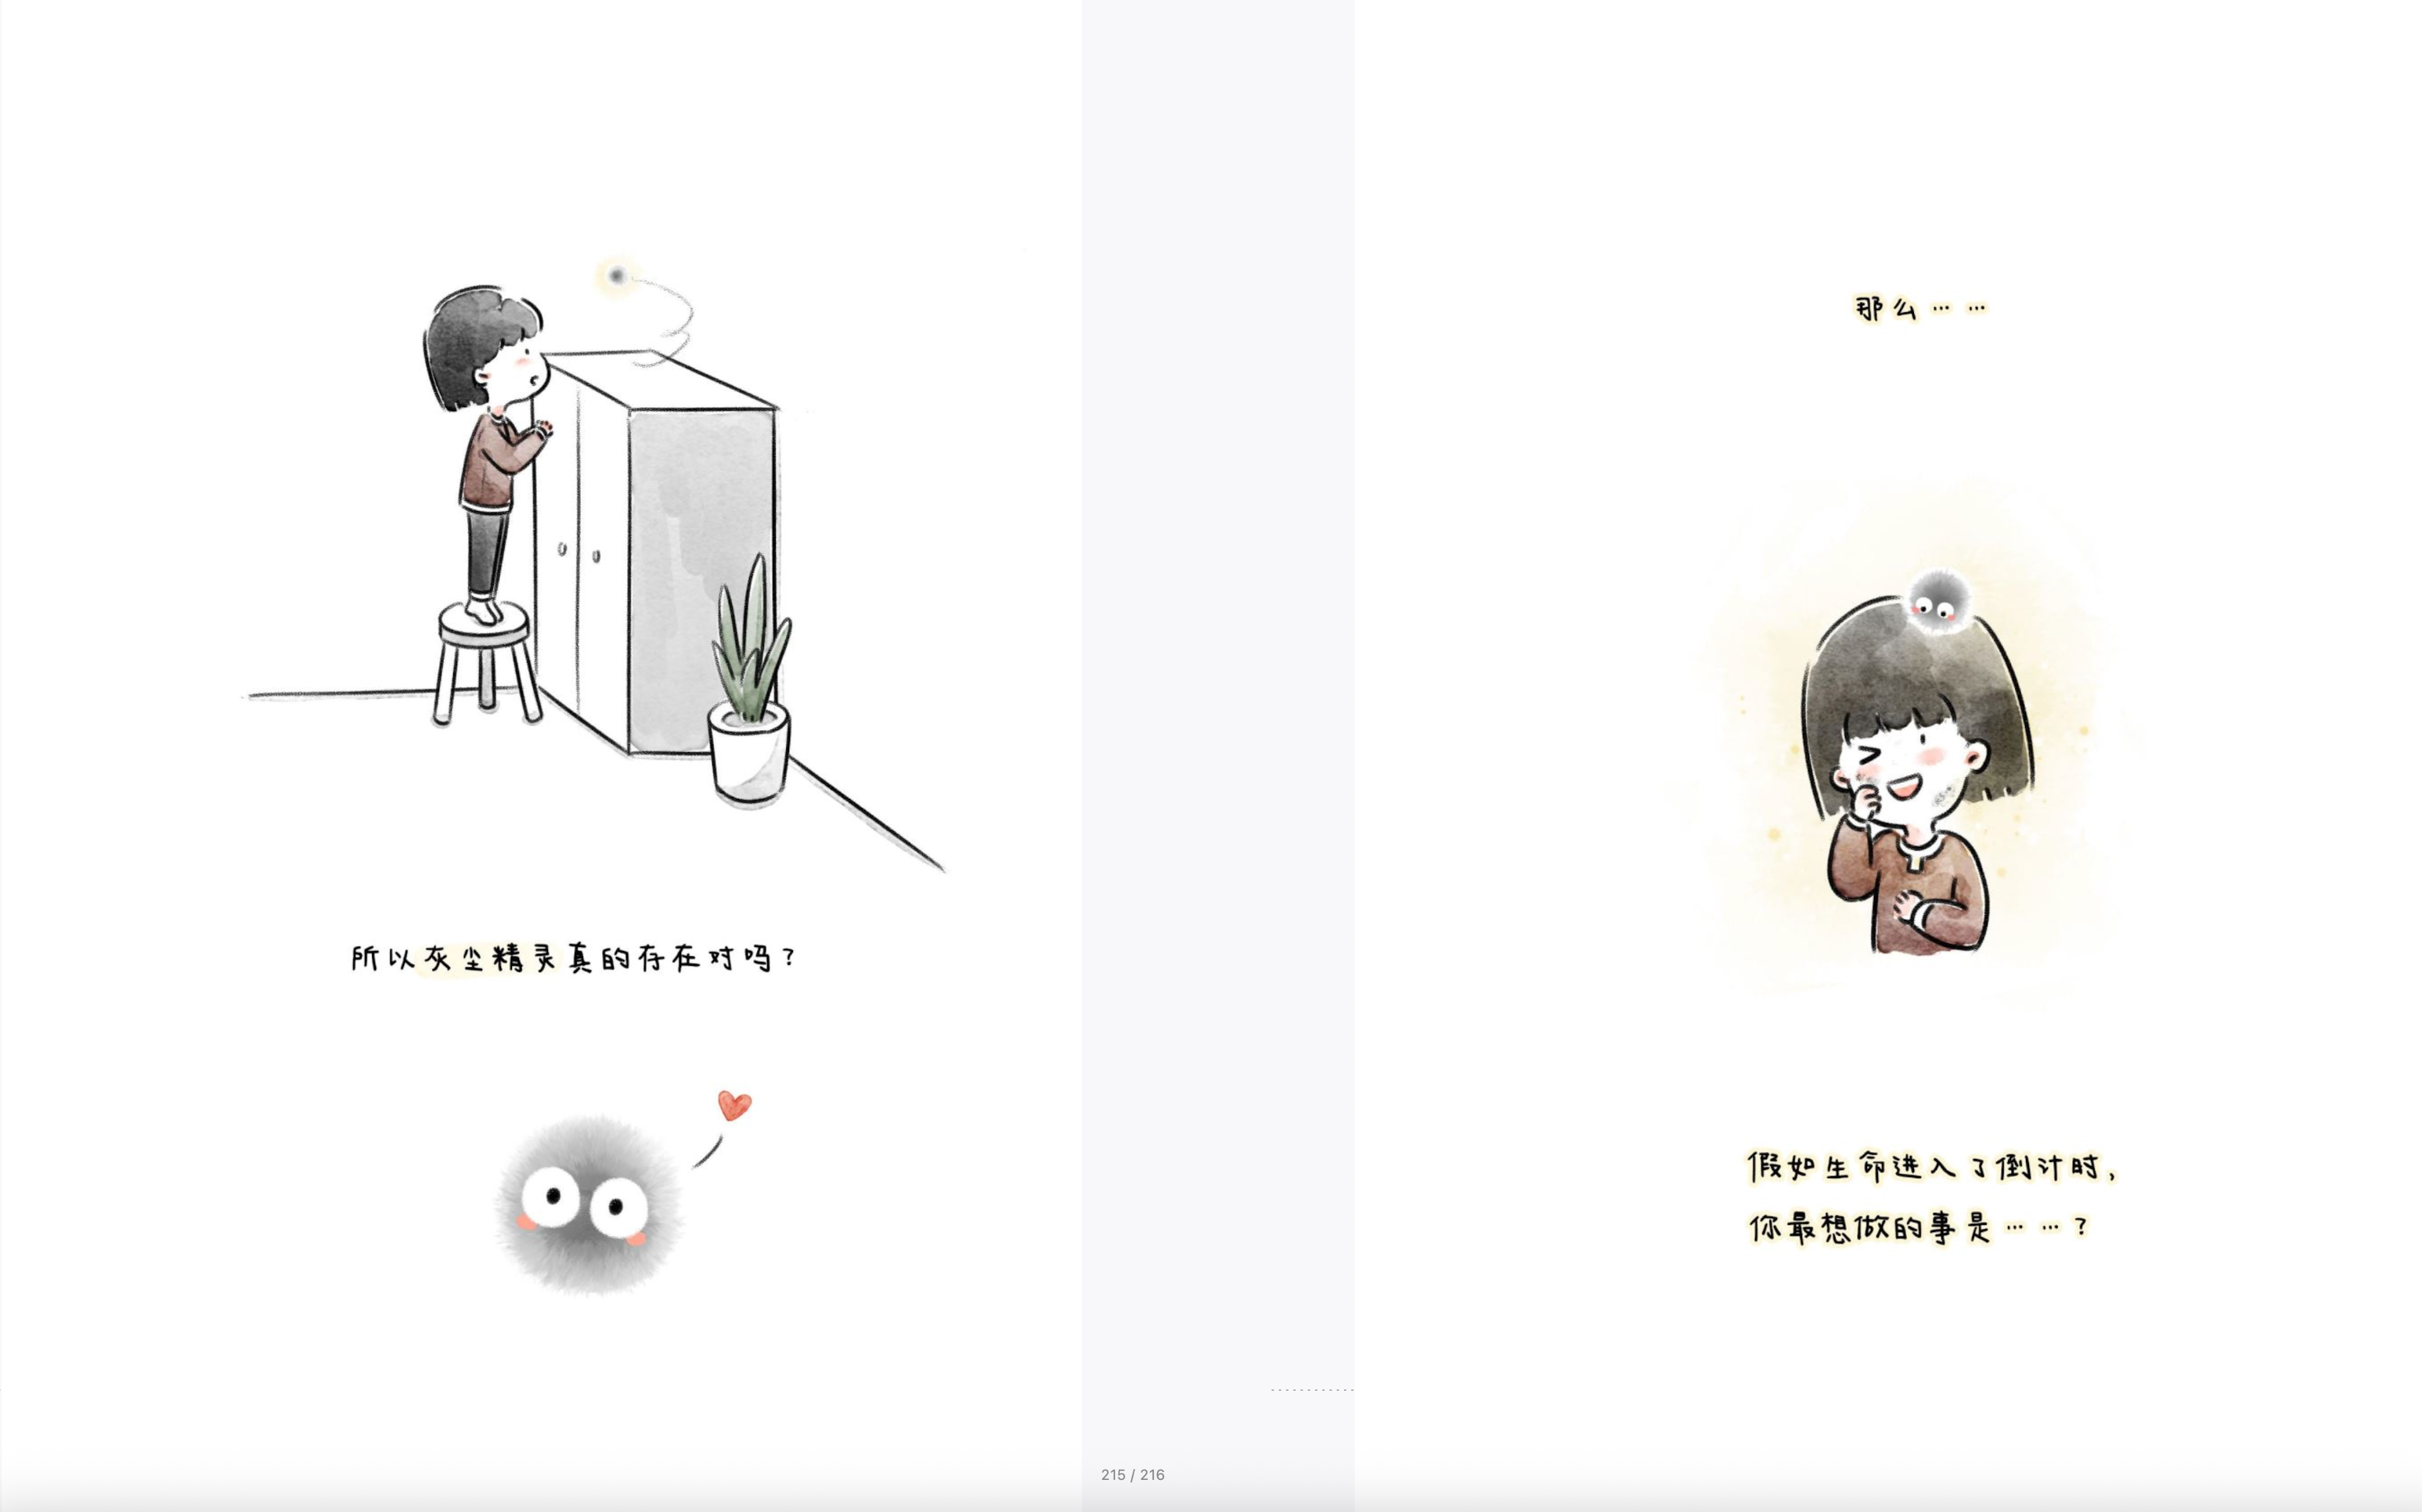 所以灰尘精灵真的存在对吗?
那么……
假如生命进入了倒计时,
你最想做的事是……?
215 / 216